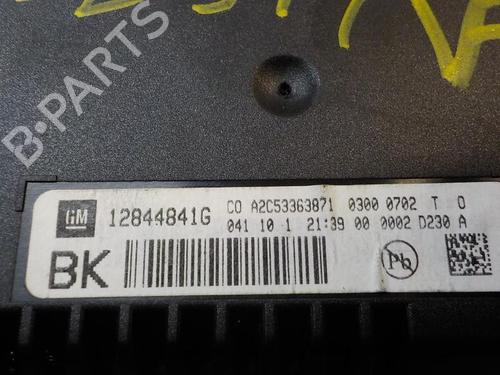 B-PARTS
GM 12844841G CO A2C53363871 0300 0702 T 0
041 10 1 21:39 00 0002 D230 A
BK Pb